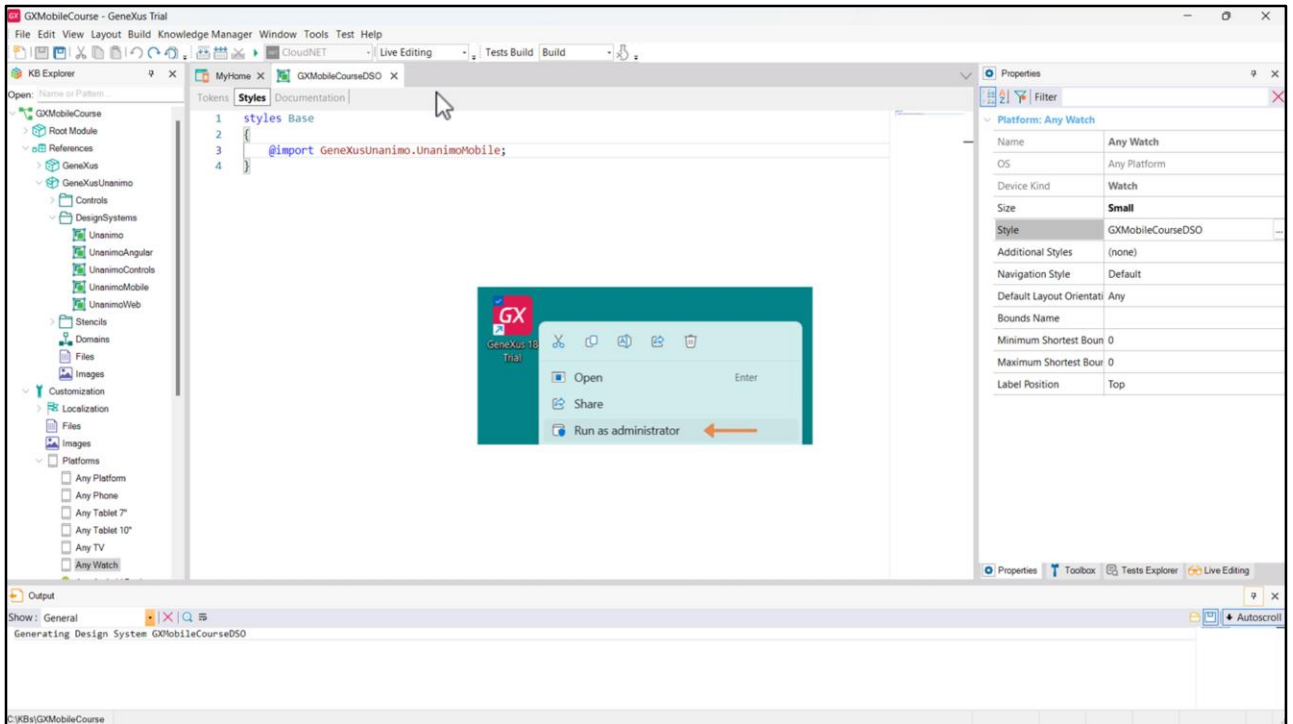 GX GXMobileCourse - GeneXus Trial
File Edit View Layout Build Knowledge Manager Window Tools Test Help
CloudNET Live Editing Tests Build Build
KB Explorer
Open: Name or Pattern...
GXMobileCourse
Root Module
References
GeneXus
GeneXusUnanimo
Controls
DesignSystems
Unanimo
UnanimoAngular
UnanimoControls
UnanimoMobile
UnanimoWeb
Stencils
Domains
Files
Images
Customization
Localization
Files
Images
Platforms
Any Platform
Any Phone
Any Tablet 7"
Any Tablet 10"
Any TV
Any Watch
MyHome GXMobileCourseDSO
Tokens Styles Documentation
1 styles Base
2 {
3 @import GeneXusUnanimo.UnanimoMobile;
4 }
GX
GeneXus 18
Trial
Open Enter
Share
Run as administrator
Properties
Filter
Platform: Any Watch
Name Any Watch
OS Any Platform
Device Kind Watch
Size Small
Style GXMobileCourseDSO ...
Additional Styles (none)
Navigation Style Default
Default Layout Orientati Any
Bounds Name
Minimum Shortest Boun 0
Maximum Shortest Bour 0
Label Position Top
Properties Toolbox Tests Explorer Live Editing
Output
Show: General Autoscroll
Generating Design System GXMobileCourseDSO
C:\KBs\GXMobileCourse